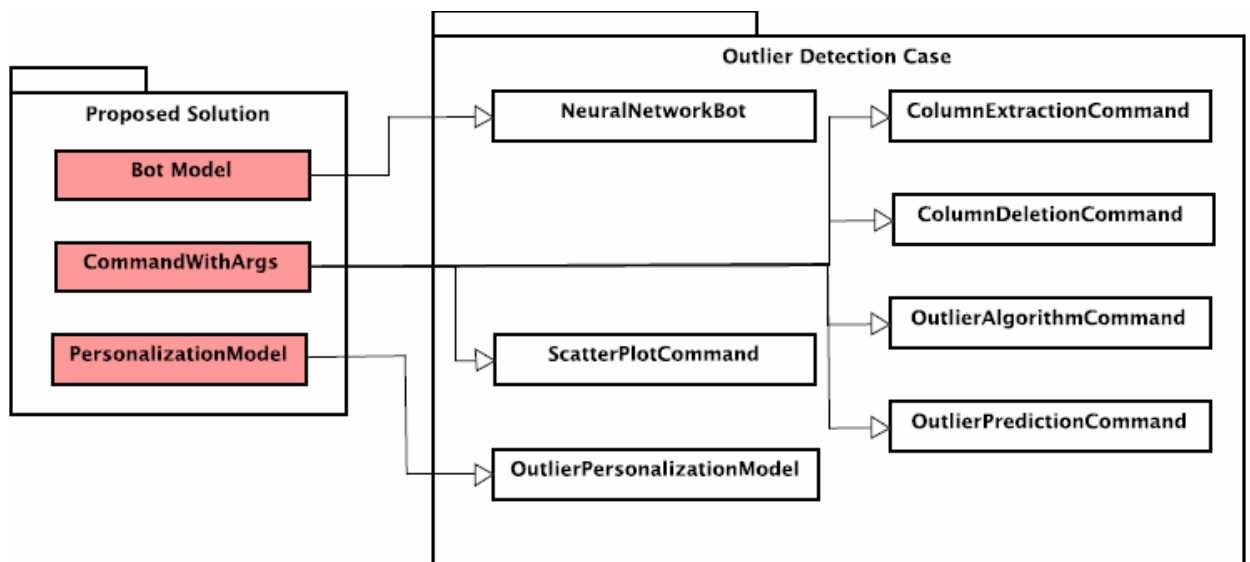 Proposed Solution
Bot Model
CommandWithArgs
PersonalizationModel
Outlier Detection Case
NeuralNetworkBot
ScatterPlotCommand
OutlierPersonalizationModel
ColumnExtractionCommand
ColumnDeletionCommand
OutlierAlgorithmCommand
OutlierPredictionCommand